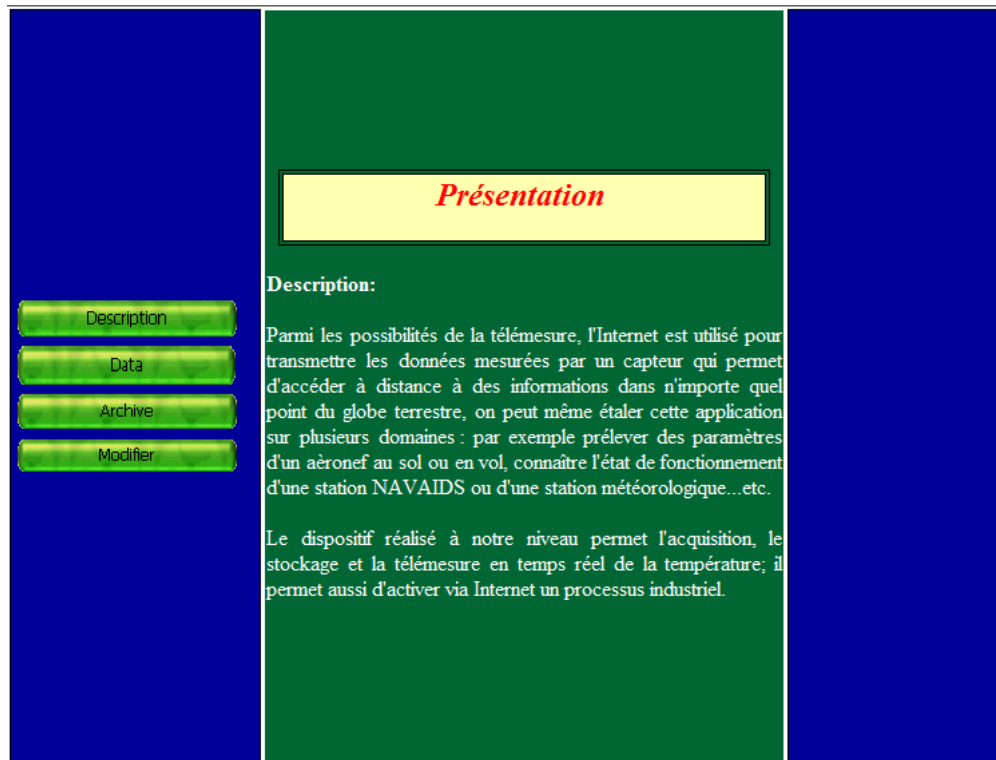 Présentation
Description
Data
Archive
Modifier
Description:
Parmi les possibilités de la télémesure, l'Internet est utilisé pour
transmettre les données mesurées par un capteur qui permet
d'accéder à distance à des informations dans n'importe quel
point du globe terrestre, on peut même étaler cette application
sur plusieurs domaines : par exemple prélever des paramètres
d'un aèronef au sol ou en vol, connaître l'état de fonctionnement
d'une station NAVAIDS ou d'une station météorologique...etc.
Le dispositif réalisé à notre niveau permet l'acquisition, le
stockage et la télémesure en temps réel de la température; il
permet aussi d'activer via Internet un processus industriel.